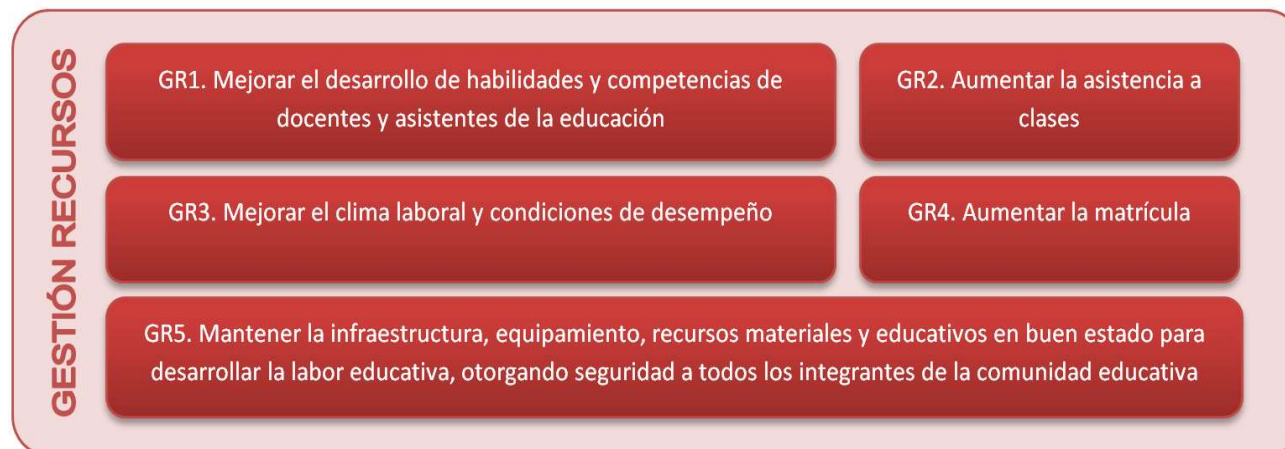 GESTIÓN RECURSOS
GR1. Mejorar el desarrollo de habilidades y competencias de
docentes y asistentes de la educación
GR2. Aumentar la asistencia a
clases
GR3. Mejorar el clima laboral y condiciones de desempeño
GR4. Aumentar la matrícula
GR5. Mantener la infraestructura, equipamiento, recursos materiales y educativos en buen estado para
desarrollar la labor educativa, otorgando seguridad a todos los integrantes de la comunidad educativa